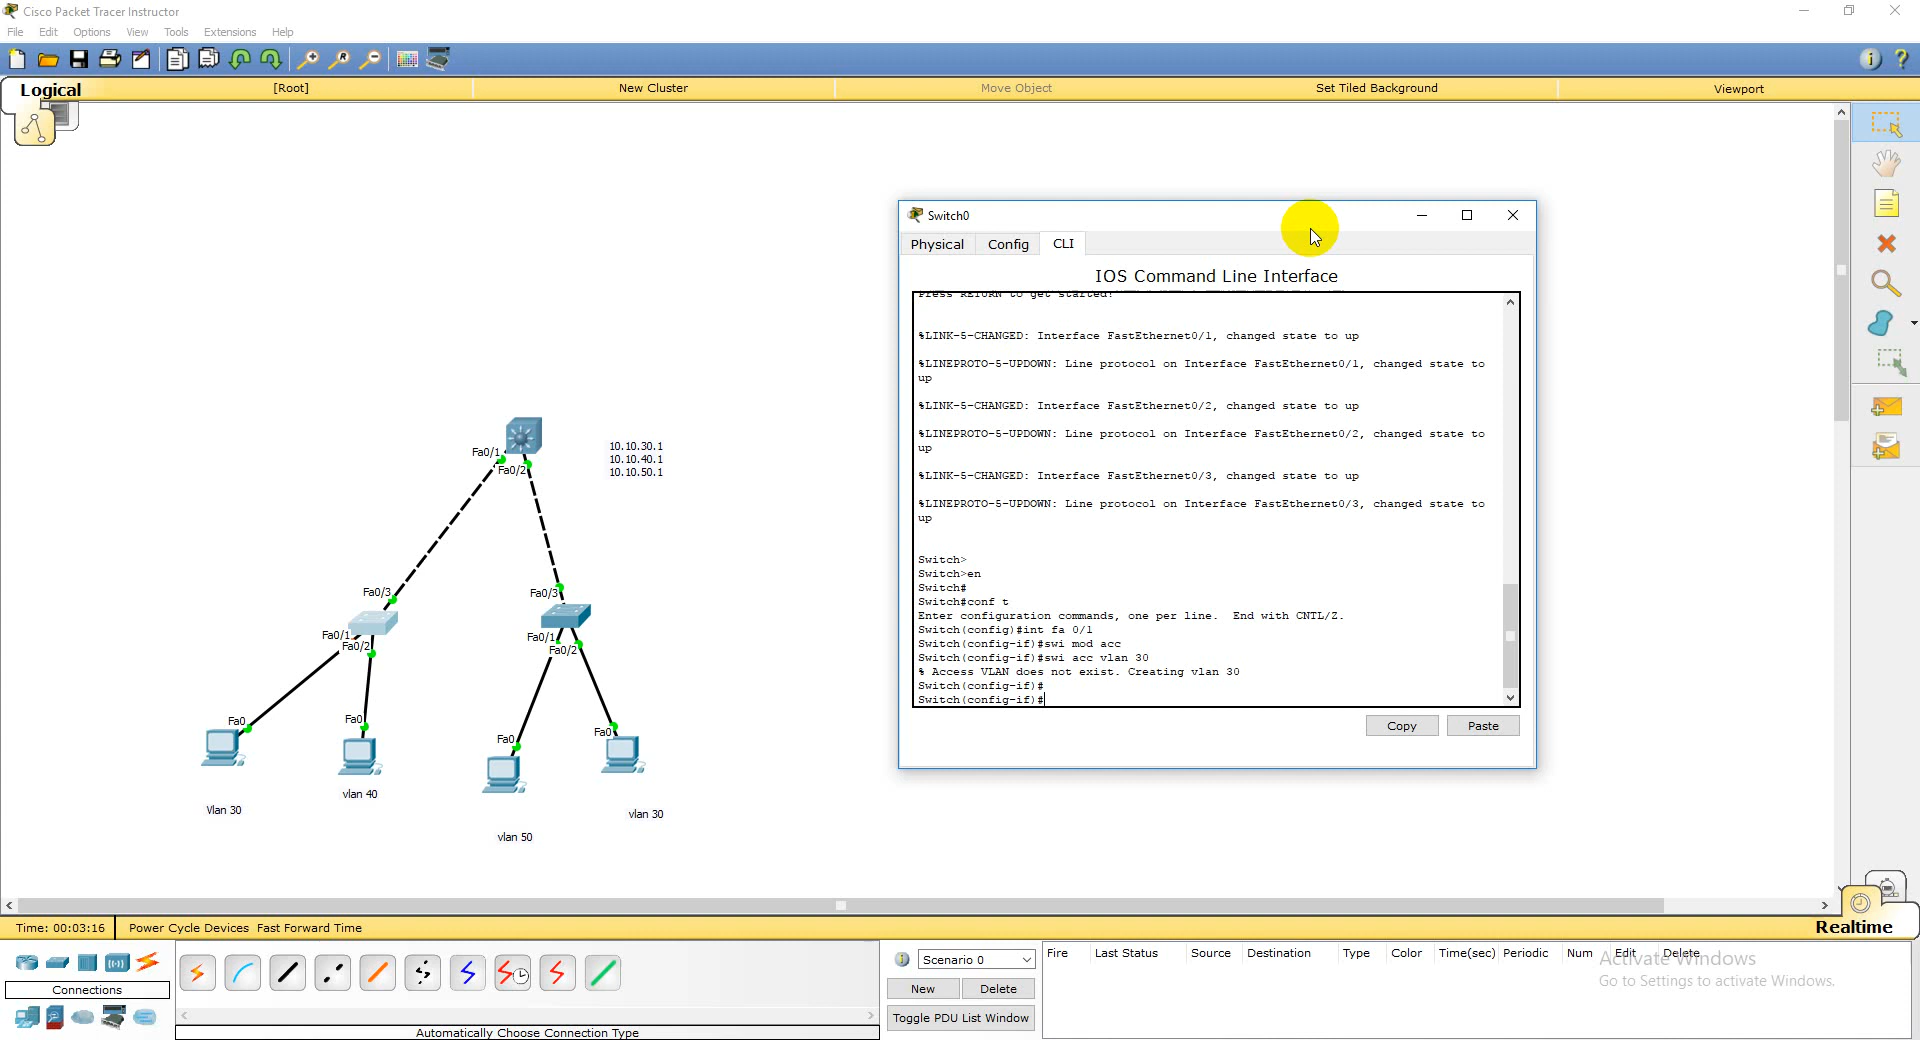 Cisco Packet Tracer Instructor
File Edit Options View Tools Extensions Help
Logical [Root] New Cluster Move Object Set Tiled Background Viewport
Switch0
Physical Config CLI
IOS Command Line Interface
Press RETURN to get started!
%LINK-5-CHANGED: Interface FastEthernet0/1, changed state to up
%LINEPROTO-5-UPDOWN: Line protocol on Interface FastEthernet0/1, changed state to
up
%LINK-5-CHANGED: Interface FastEthernet0/2, changed state to up
%LINEPROTO-5-UPDOWN: Line protocol on Interface FastEthernet0/2, changed state to
up
%LINK-5-CHANGED: Interface FastEthernet0/3, changed state to up
%LINEPROTO-5-UPDOWN: Line protocol on Interface FastEthernet0/3, changed state to
up
Switch>
Switch>en
Switch#
Switch#conf t
Enter configuration commands, one per line. End with CNTL/Z.
Switch(config)#int fa 0/1
Switch(config-if)#swi mod acc
Switch(config-if)#swi acc vlan 30
% Access VLAN does not exist. Creating vlan 30
Switch(config-if)#
Switch(config-if)#
Copy Paste
Fa0/1
Fa0/2
10.10.30.1
10.10.40.1
10.10.50.1
Fa0/3
Fa0/3
Fa0/1
Fa0/2
Fa0/1
Fa0/2
Fa0
Fa0
Fa0
Fa0
Vlan 30
vlan 40
vlan 50
vlan 30
Time: 00:03:16 Power Cycle Devices Fast Forward Time
Realtime
Connections
Automatically Choose Connection Type
Scenario 0
New Delete
Toggle PDU List Window
Fire Last Status Source Destination Type Color Time(sec) Periodic Num Edit Delete
Activate Windows
Go to Settings to activate Windows.